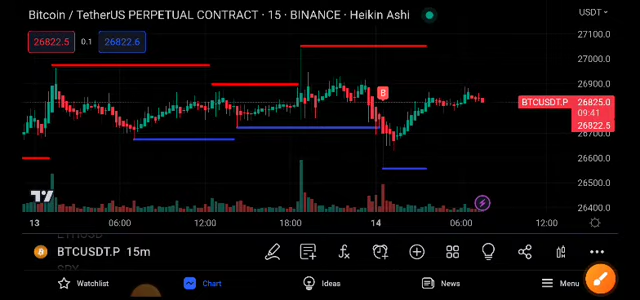 Bitcoin / TetherUS PERPETUAL CONTRACT · 15 · BINANCE · Heikin Ashi
USDT
26822.5 0.1 26822.6
27100.0
27000.0
26900.0
BTCUSDT.P 26825.0
09:41
26822.5
26700.0
26600.0
26500.0
26400.0
B
13 06:00 12:00 18:00 14 06:00 12:00
BTCUSDT.P 15m
Watchlist Chart Ideas News Menu